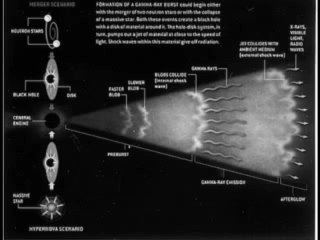 MERGER SCENARIO
FORMATION OF A GAMMA-RAY BURST could begin either
with the merger of two neutron stars or with the collapse
of a massive star. Both these events create a black hole
with a disk of material around it. The hole-disk system, in
turn, pumps out a jet of material at close to the speed of
light. Shock waves within this material give off radiation.
NEUTRON STARS
X-RAYS,
VISIBLE
LIGHT,
RADIO
WAVES
JET COLLIDES WITH
AMBIENT MEDIUM
(external shock
wave)
GAMMA-RAYS
BLOBS COLLIDE
(internal shock
wave)
SLOWER
BLOB
FASTER
BLOB
BLACK HOLE
DISK
CENTRAL
ENGINE
PREBURST
GAMMA-RAY EMISSION
AFTERGLOW
MASSIVE
STAR
HYPERNOVA SCENARIO